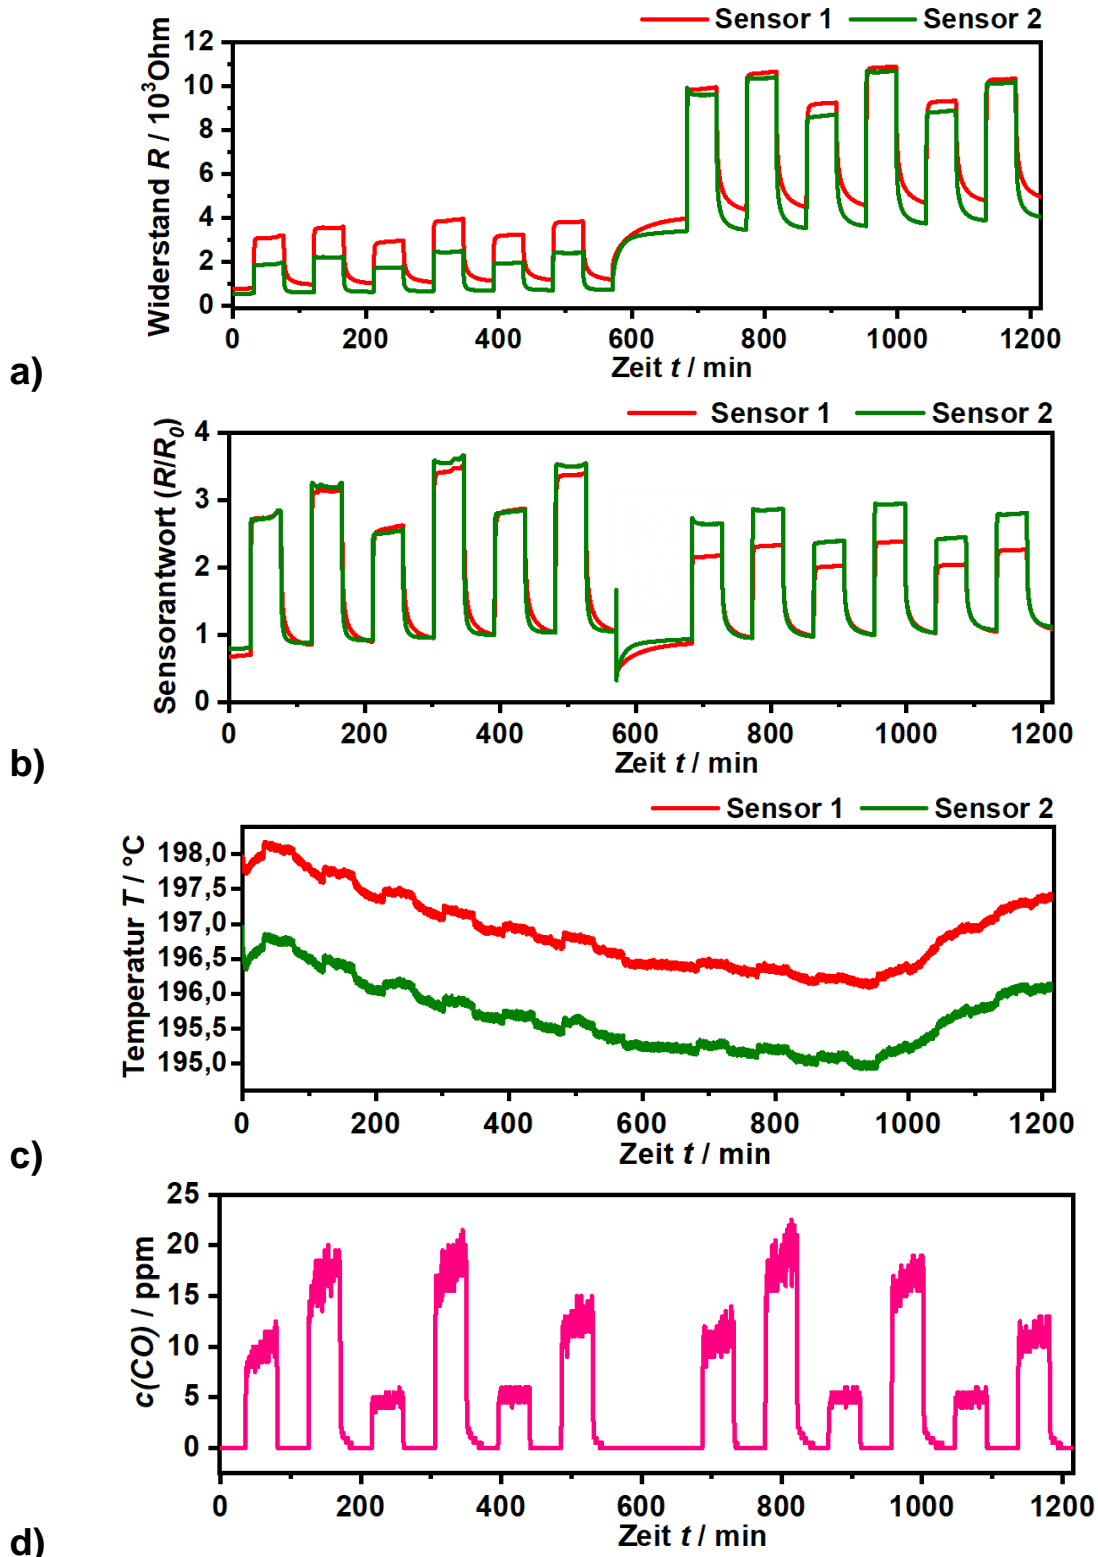 Sensor 1 Sensor 2
Widerstand R / 10³Ohm
12
10
8
6
4
2
0
0 200 400 600 800 1000 1200
Zeit t / min
a)
Sensor 1 Sensor 2
Sensorantwort (R/R₀)
4
3
2
1
0
0 200 400 600 800 1000 1200
Zeit t / min
b)
Sensor 1 Sensor 2
Temperatur T / °C
198,0
197,5
197,0
196,5
196,0
195,5
195,0
0 200 400 600 800 1000 1200
Zeit t / min
c)
c(CO) / ppm
25
20
15
10
5
0
0 200 400 600 800 1000 1200
Zeit t / min
d)